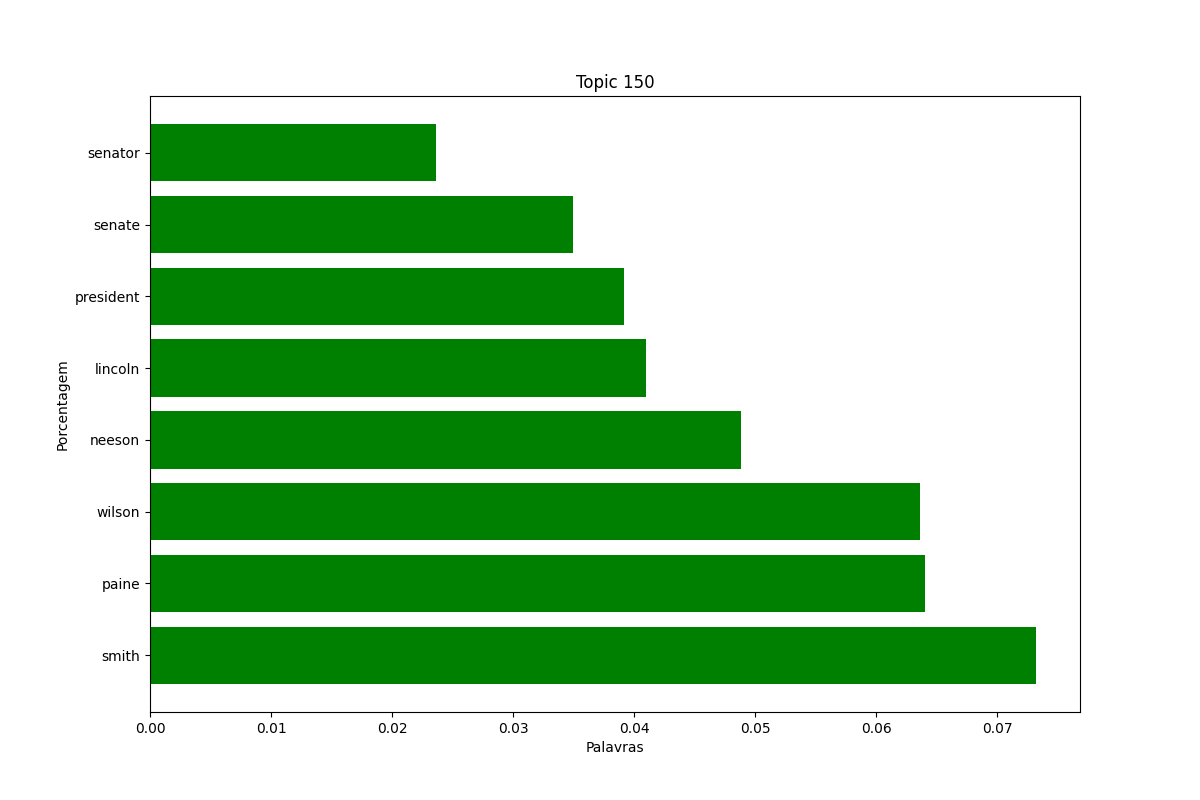 Topic 150
senator
senate
president
lincoln
neeson
wilson
paine
smith
Porcentagem
0.00 0.01 0.02 0.03 0.04 0.05 0.06 0.07
Palavras